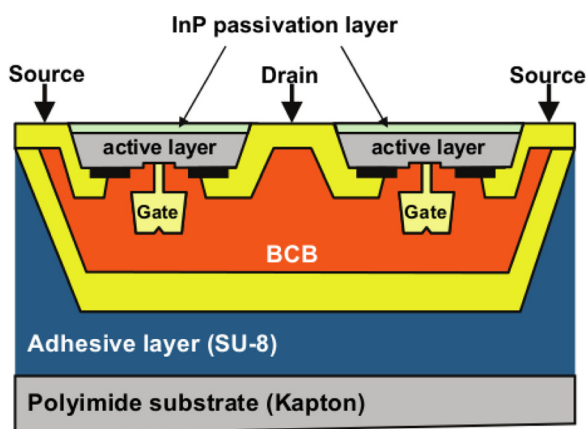 InP passivation layer
Source
Drain
Source
active layer
active layer
Gate
Gate
BCB
Adhesive layer (SU-8)
Polyimide substrate (Kapton)